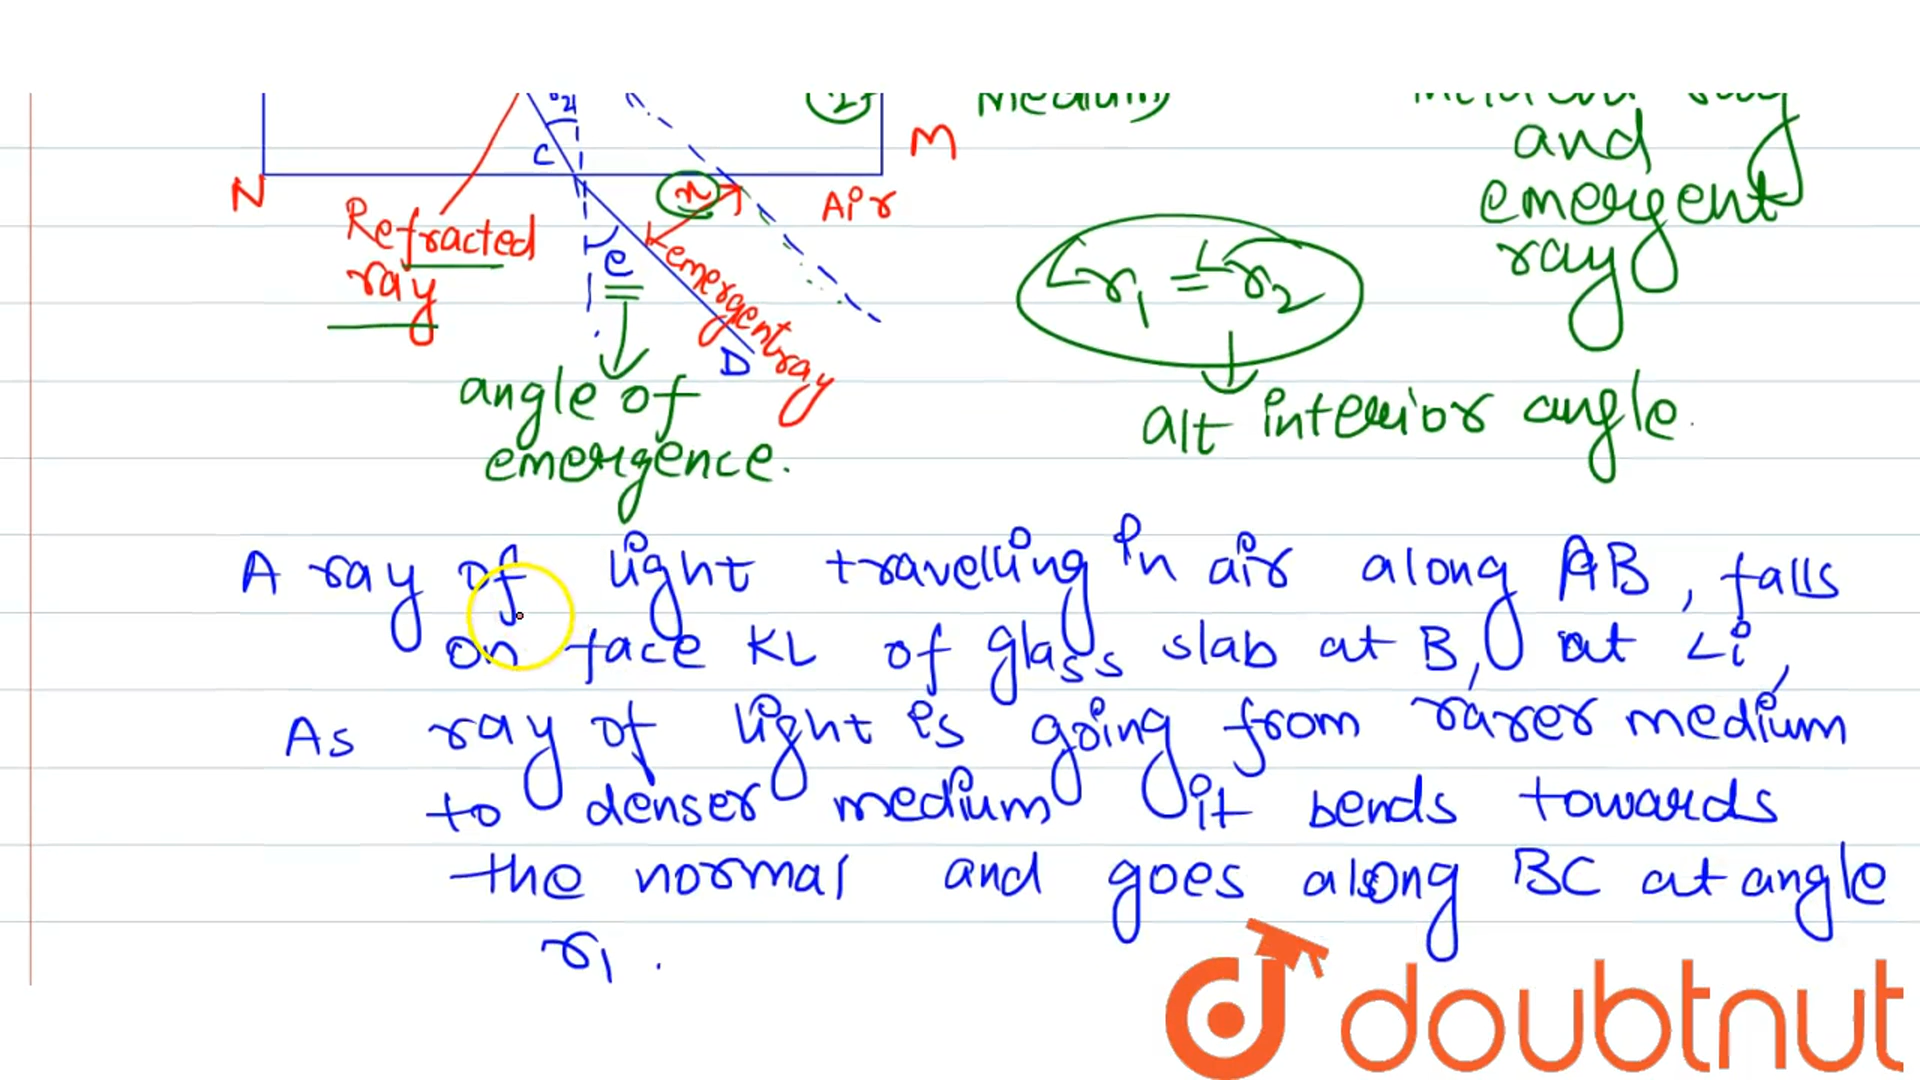 Medium
and
M
C
emergent
N
x
Air
Refracted
ray
ray
e
∠r1 = ∠r2
emergent ray
D
angle of
emergence.
alt interior angle.
A ray of light travelling in air along AB, falls
on face KL of glass slab at B, at ∠i,
As ray of light is going from rarer medium
to denser medium it bends towards
the normal and goes along BC at angle
r1.
doubtnut